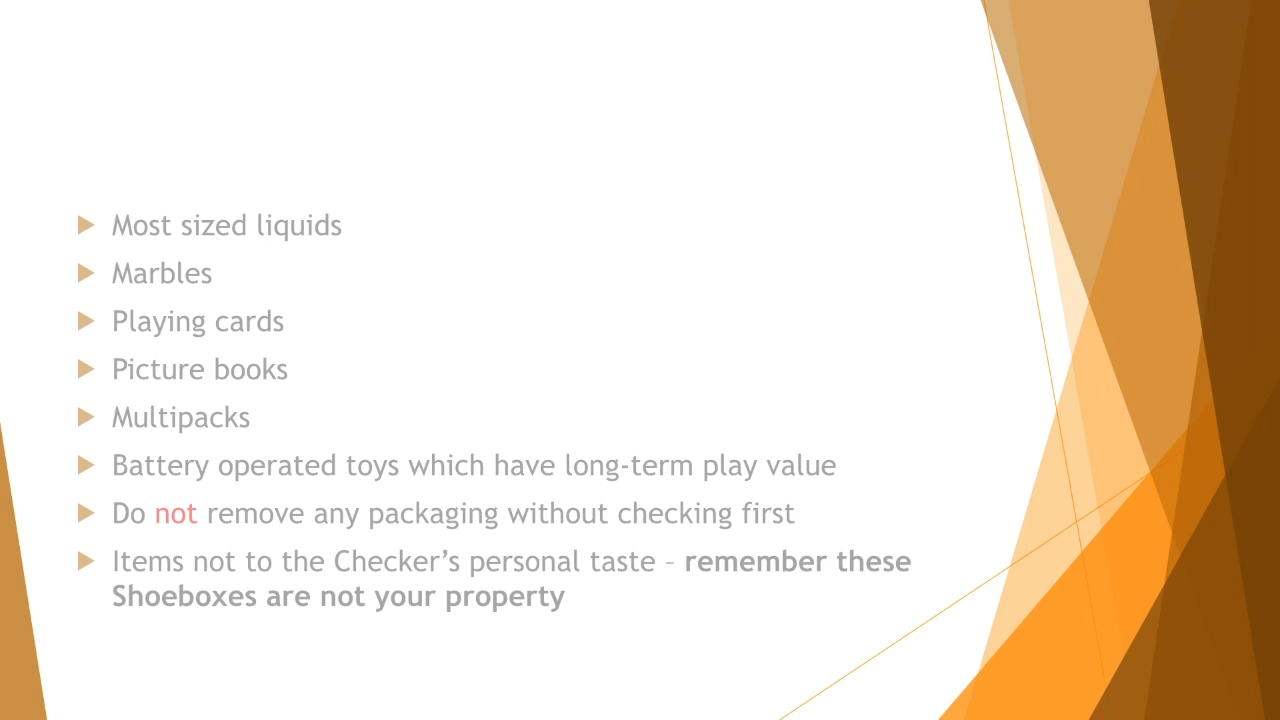 Most sized liquids
Marbles
Playing cards
Picture books
Multipacks
Battery operated toys which have long-term play value
Do not remove any packaging without checking first
Items not to the Checker’s personal taste – remember these
Shoeboxes are not your property